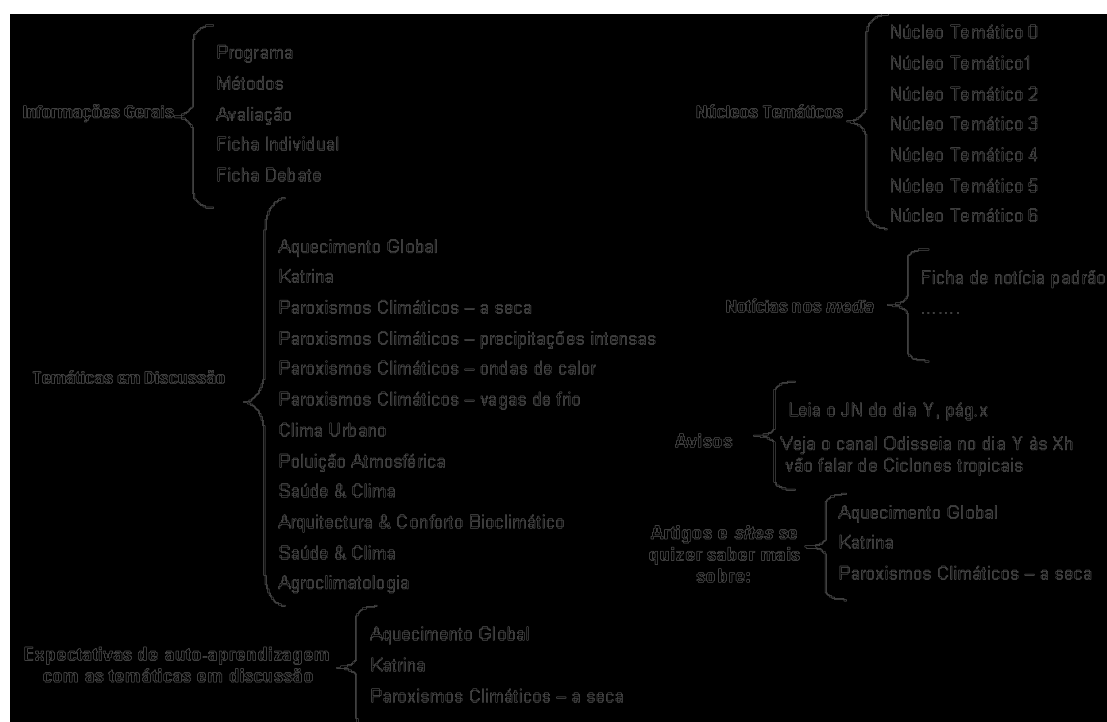 Informações Gerais
Programa
Métodos
Avaliação
Ficha Individual
Ficha Debate
Temáticas em Discussão
Aquecimento Global
Katrina
Paroxismos Climáticos – a seca
Paroxismos Climáticos – precipitações intensas
Paroxismos Climáticos – ondas de calor
Paroxismos Climáticos – vagas de frio
Clima Urbano
Poluição Atmosférica
Saúde & Clima
Arquitectura & Conforto Bioclimático
Saúde & Clima
Agroclimatologia
Expectativas de auto-aprendizagem
com as temáticas em discussão
Aquecimento Global
Katrina
Paroxismos Climáticos – a seca
Núcleos Temáticos
Núcleo Temático 0
Núcleo Temático1
Núcleo Temático 2
Núcleo Temático 3
Núcleo Temático 4
Núcleo Temático 5
Núcleo Temático 6
Notícias nos media
Ficha de notícia padrão
.......
Avisos
Leia o JN do dia Y, pág.x
Veja o canal Odisseia no dia Y às Xh
vão falar de Ciclones tropicais
Artigos e sites se
quizer saber mais
sobre:
Aquecimento Global
Katrina
Paroxismos Climáticos – a seca